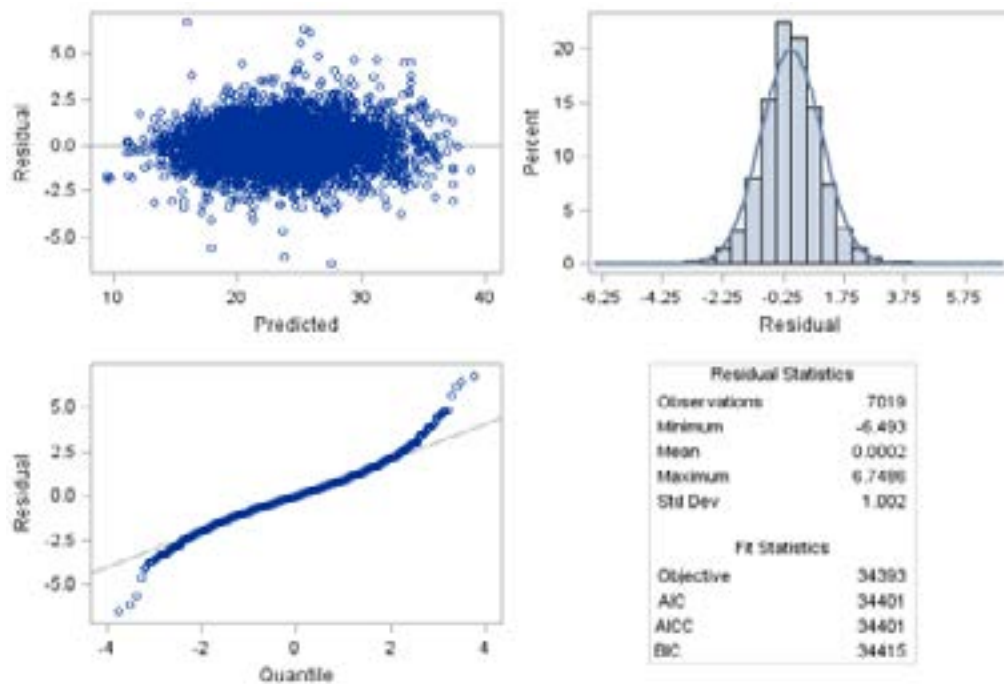 5.0
2.5
0.0
-2.5
-5.0
Residual
10 20 30 40
Predicted
20
15
10
5
0
Percent
-6.25 -4.25 -2.25 -0.25 1.75 3.75 5.75
Residual
5.0
2.5
0.0
-2.5
-5.0
Residual
-4 -2 0 2 4
Quantile
Residual Statistics
Observations 7019
Minimum -6.493
Mean 0.0002
Maximum 6.7486
Std Dev 1.002
Fit Statistics
Objective 34393
AIC 34401
AICC 34401
BIC 34415